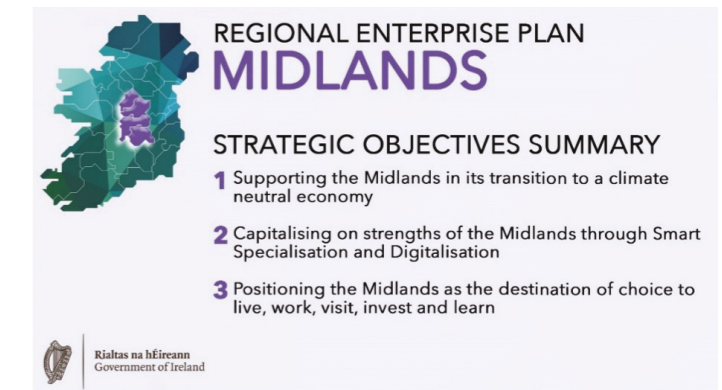 REGIONAL ENTERPRISE PLAN
MIDLANDS
STRATEGIC OBJECTIVES SUMMARY
1 Supporting the Midlands in its transition to a climate
neutral economy
2 Capitalising on strengths of the Midlands through Smart
Specialisation and Digitalisation
3 Positioning the Midlands as the destination of choice to
live, work, visit, invest and learn
Rialtas na hÉireann
Government of Ireland